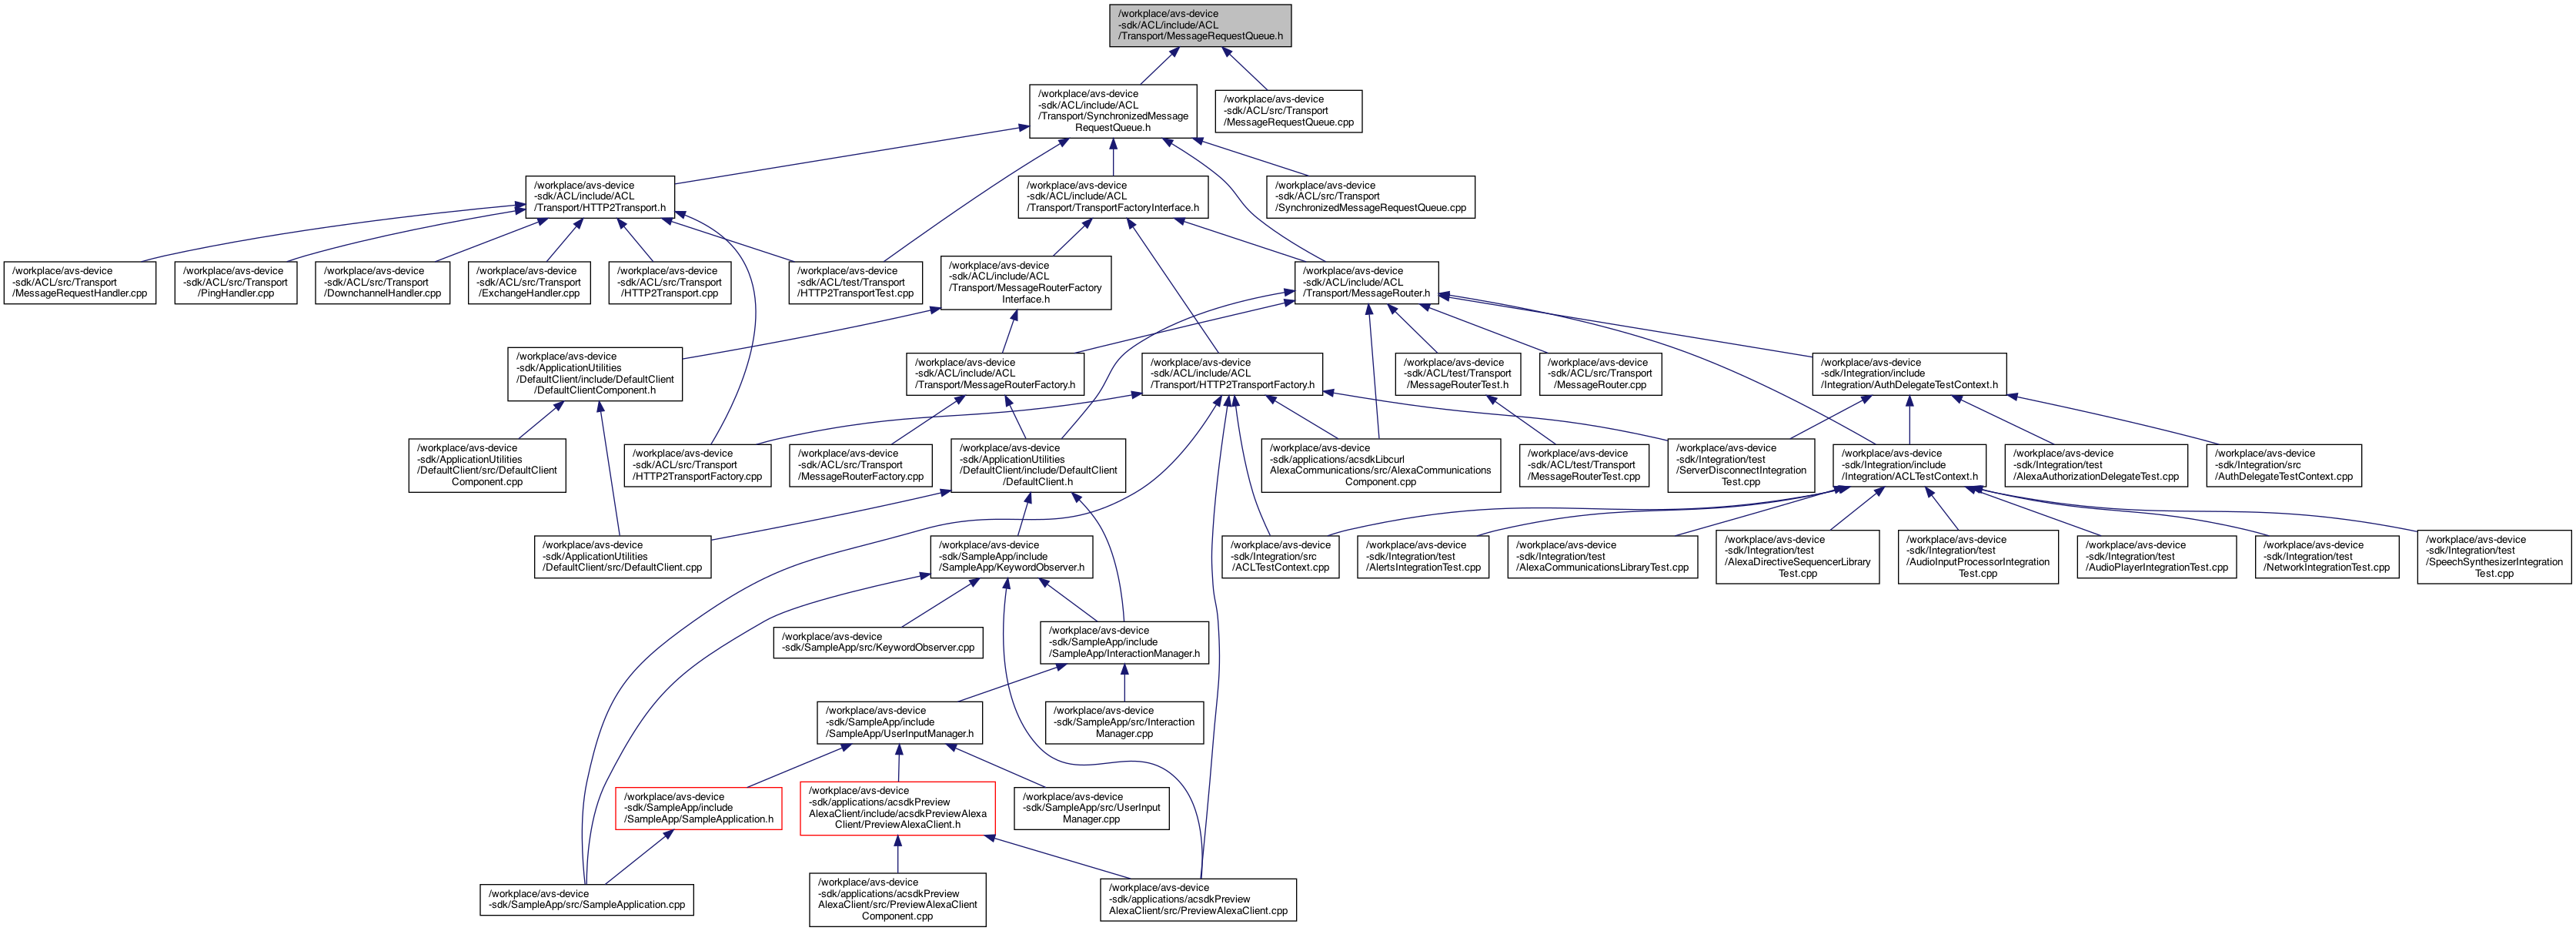 /workplace/avs-device
-sdk/ACL/include/ACL
/Transport/MessageRequestQueue.h
/workplace/avs-device
-sdk/ACL/include/ACL
/Transport/SynchronizedMessage
RequestQueue.h
/workplace/avs-device
-sdk/ACL/src/Transport
/MessageRequestQueue.cpp
/workplace/avs-device
-sdk/ACL/include/ACL
/Transport/HTTP2Transport.h
/workplace/avs-device
-sdk/ACL/include/ACL
/Transport/TransportFactoryInterface.h
/workplace/avs-device
-sdk/ACL/src/Transport
/SynchronizedMessageRequestQueue.cpp
/workplace/avs-device
-sdk/ACL/src/Transport
/MessageRequestHandler.cpp
/workplace/avs-device
-sdk/ACL/src/Transport
/PingHandler.cpp
/workplace/avs-device
-sdk/ACL/src/Transport
/DownchannelHandler.cpp
/workplace/avs-device
-sdk/ACL/src/Transport
/ExchangeHandler.cpp
/workplace/avs-device
-sdk/ACL/src/Transport
/HTTP2Transport.cpp
/workplace/avs-device
-sdk/ACL/test/Transport
/HTTP2TransportTest.cpp
/workplace/avs-device
-sdk/ACL/include/ACL
/Transport/MessageRouterFactory
Interface.h
/workplace/avs-device
-sdk/ACL/include/ACL
/Transport/MessageRouter.h
/workplace/avs-device
-sdk/ApplicationUtilities
/DefaultClient/include/DefaultClient
/DefaultClientComponent.h
/workplace/avs-device
-sdk/ACL/include/ACL
/Transport/MessageRouterFactory.h
/workplace/avs-device
-sdk/ACL/include/ACL
/Transport/HTTP2TransportFactory.h
/workplace/avs-device
-sdk/ACL/test/Transport
/MessageRouterTest.h
/workplace/avs-device
-sdk/ACL/src/Transport
/MessageRouter.cpp
/workplace/avs-device
-sdk/Integration/include
/Integration/AuthDelegateTestContext.h
/workplace/avs-device
-sdk/ApplicationUtilities
/DefaultClient/src/DefaultClient
Component.cpp
/workplace/avs-device
-sdk/ACL/src/Transport
/HTTP2TransportFactory.cpp
/workplace/avs-device
-sdk/ACL/src/Transport
/MessageRouterFactory.cpp
/workplace/avs-device
-sdk/ApplicationUtilities
/DefaultClient/include/DefaultClient
/DefaultClient.h
/workplace/avs-device
-sdk/applications/acsdkLibcurl
AlexaCommunications/src/AlexaCommunications
Component.cpp
/workplace/avs-device
-sdk/ACL/test/Transport
/MessageRouterTest.cpp
/workplace/avs-device
-sdk/Integration/test
/ServerDisconnectIntegration
Test.cpp
/workplace/avs-device
-sdk/Integration/include
/Integration/ACLTestContext.h
/workplace/avs-device
-sdk/Integration/test
/AlexaAuthorizationDelegateTest.cpp
/workplace/avs-device
-sdk/Integration/src
/AuthDelegateTestContext.cpp
/workplace/avs-device
-sdk/ApplicationUtilities
/DefaultClient/src/DefaultClient.cpp
/workplace/avs-device
-sdk/SampleApp/include
/SampleApp/KeywordObserver.h
/workplace/avs-device
-sdk/Integration/src
/ACLTestContext.cpp
/workplace/avs-device
-sdk/Integration/test
/AlertsIntegrationTest.cpp
/workplace/avs-device
-sdk/Integration/test
/AlexaCommunicationsLibraryTest.cpp
/workplace/avs-device
-sdk/Integration/test
/AlexaDirectiveSequencerLibrary
Test.cpp
/workplace/avs-device
-sdk/Integration/test
/AudioInputProcessorIntegration
Test.cpp
/workplace/avs-device
-sdk/Integration/test
/AudioPlayerIntegrationTest.cpp
/workplace/avs-device
-sdk/Integration/test
/NetworkIntegrationTest.cpp
/workplace/avs-device
-sdk/Integration/test
/SpeechSynthesizerIntegration
Test.cpp
/workplace/avs-device
-sdk/SampleApp/src/KeywordObserver.cpp
/workplace/avs-device
-sdk/SampleApp/include
/SampleApp/InteractionManager.h
/workplace/avs-device
-sdk/SampleApp/include
/SampleApp/UserInputManager.h
/workplace/avs-device
-sdk/SampleApp/src/Interaction
Manager.cpp
/workplace/avs-device
-sdk/SampleApp/include
/SampleApp/SampleApplication.h
/workplace/avs-device
-sdk/applications/acsdkPreview
AlexaClient/include/acsdkPreviewAlexa
Client/PreviewAlexaClient.h
/workplace/avs-device
-sdk/SampleApp/src/UserInput
Manager.cpp
/workplace/avs-device
-sdk/SampleApp/src/SampleApplication.cpp
/workplace/avs-device
-sdk/applications/acsdkPreview
AlexaClient/src/PreviewAlexaClient
Component.cpp
/workplace/avs-device
-sdk/applications/acsdkPreview
AlexaClient/src/PreviewAlexaClient.cpp